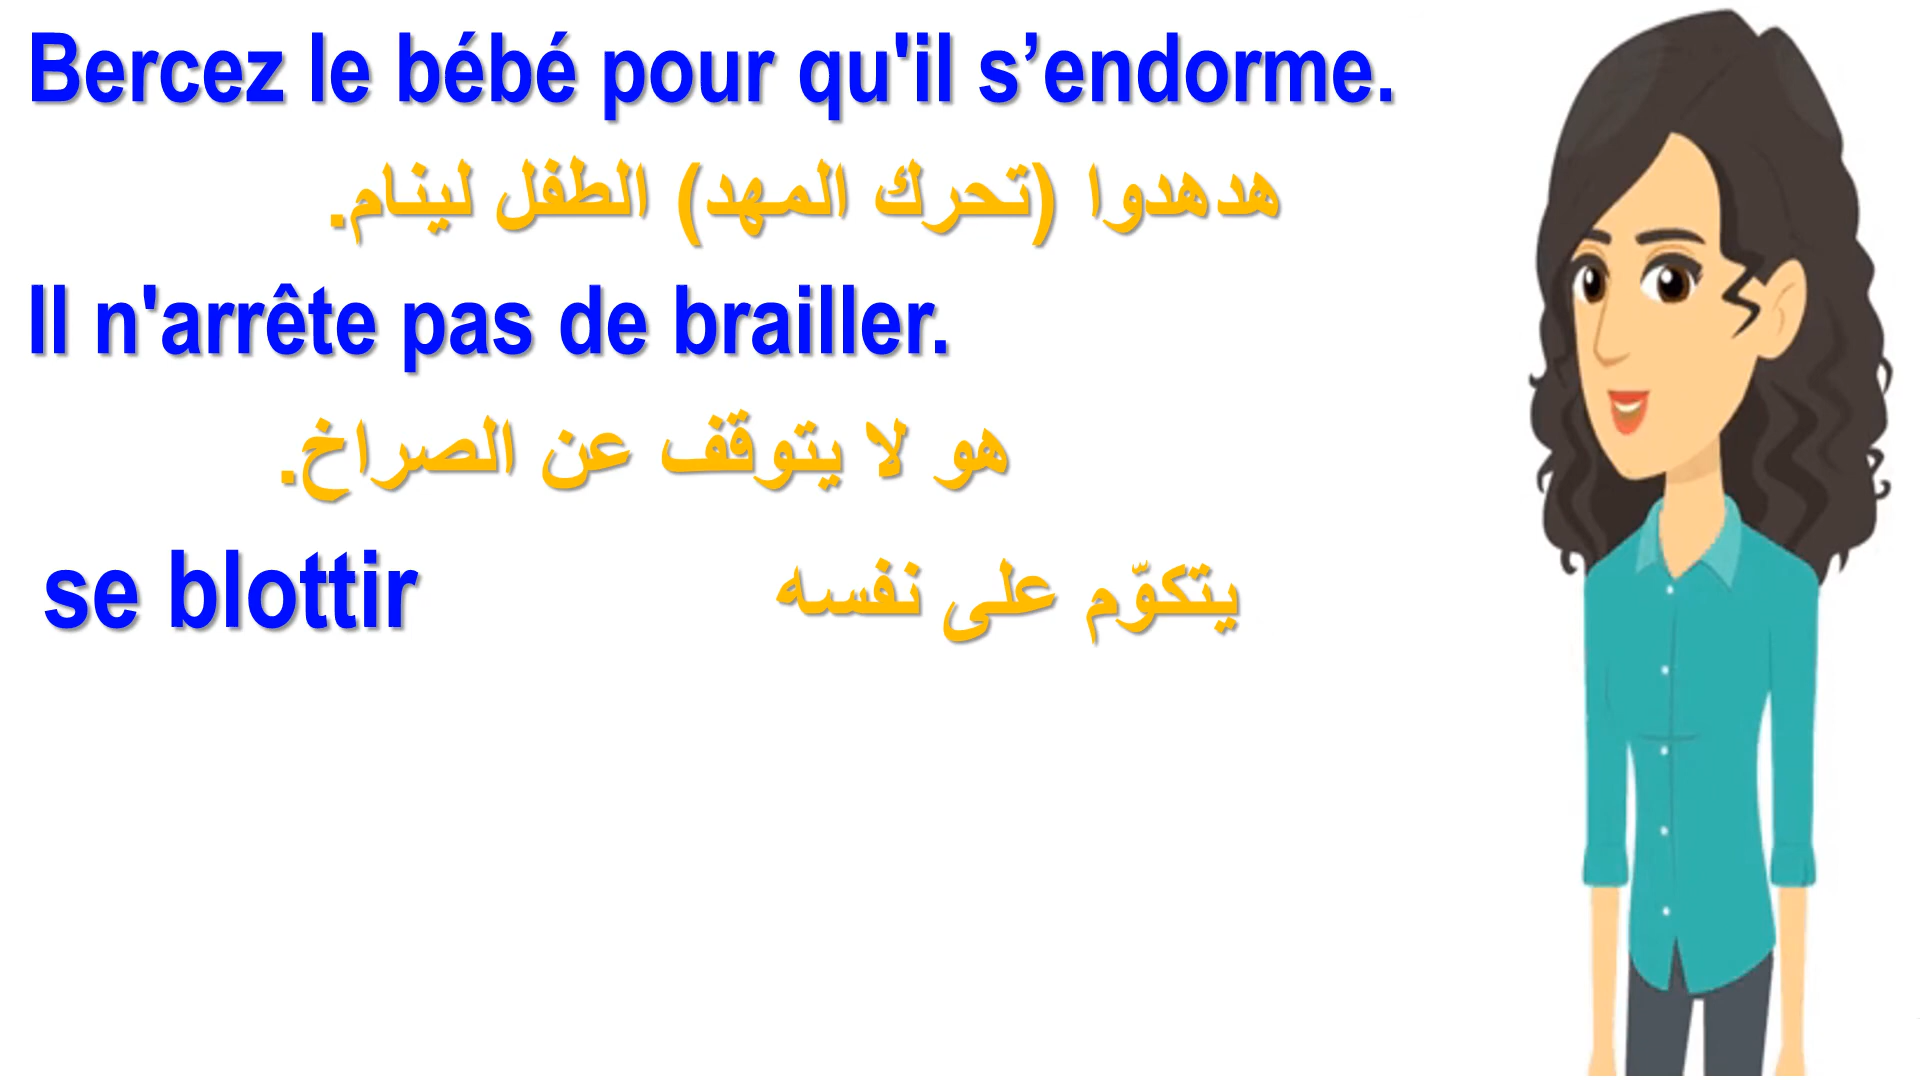 Bercez le bébé pour qu'il s’endorme.
هدهدوا (تحرك المهد) الطفل لينام.
Il n'arrête pas de brailler.
هو لا يتوقف عن الصراخ.
se blottir يتكوّم على نفسه